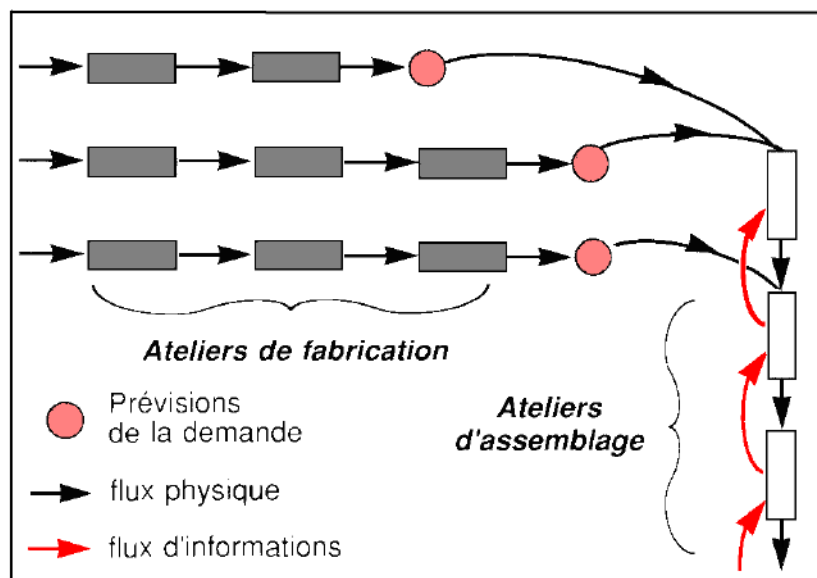 Ateliers de fabrication
Prévisions
de la demande
Ateliers
d'assemblage
flux physique
flux d'informations